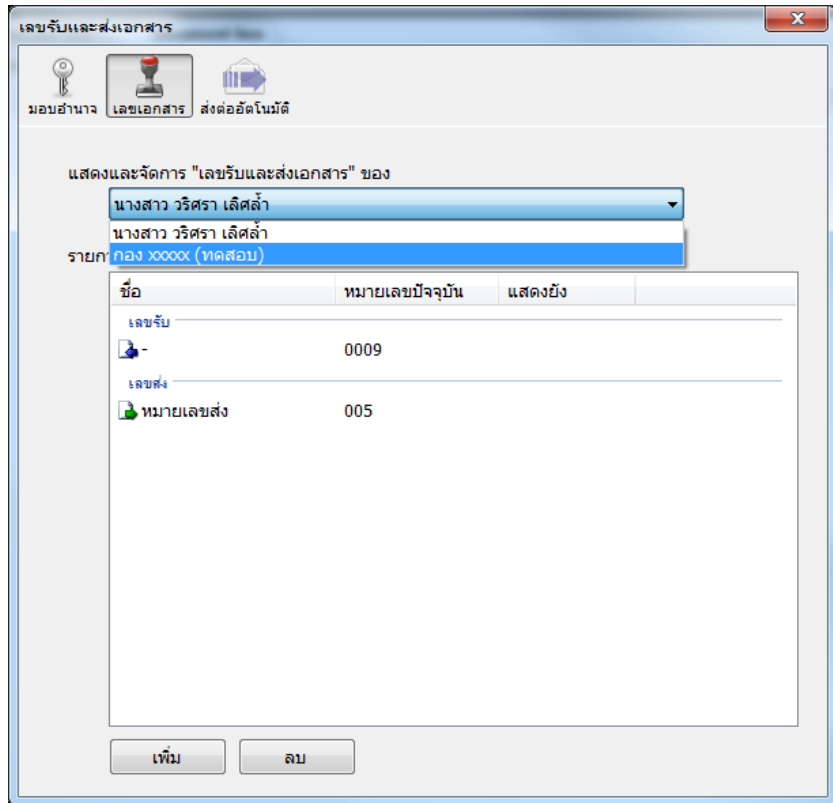 เลขรับและส่งเอกสาร
มอบอำนาจ เลขเอกสาร ส่งต่ออัตโนมัติ
แสดงและจัดการ "เลขรับและส่งเอกสาร" ของ
นางสาว วริศรา เลิศล้ำ
นางสาว วริศรา เลิศล้ำ
กอง xxxxx (ทดสอบ)
ชื่อ หมายเลขปัจจุบัน แสดงยัง
เลขรับ
- 0009
เลขส่ง
หมายเลขส่ง 005
เพิ่ม ลบ